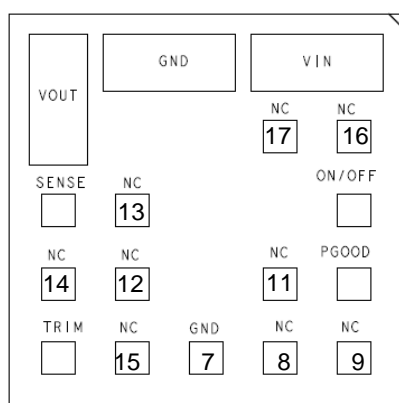 GND VIN
VOUT
NC NC
17 16
SENSE NC ON/OFF
13
NC NC NC PGOOD
14 12 11
TRIM NC GND NC NC
15 7 8 9